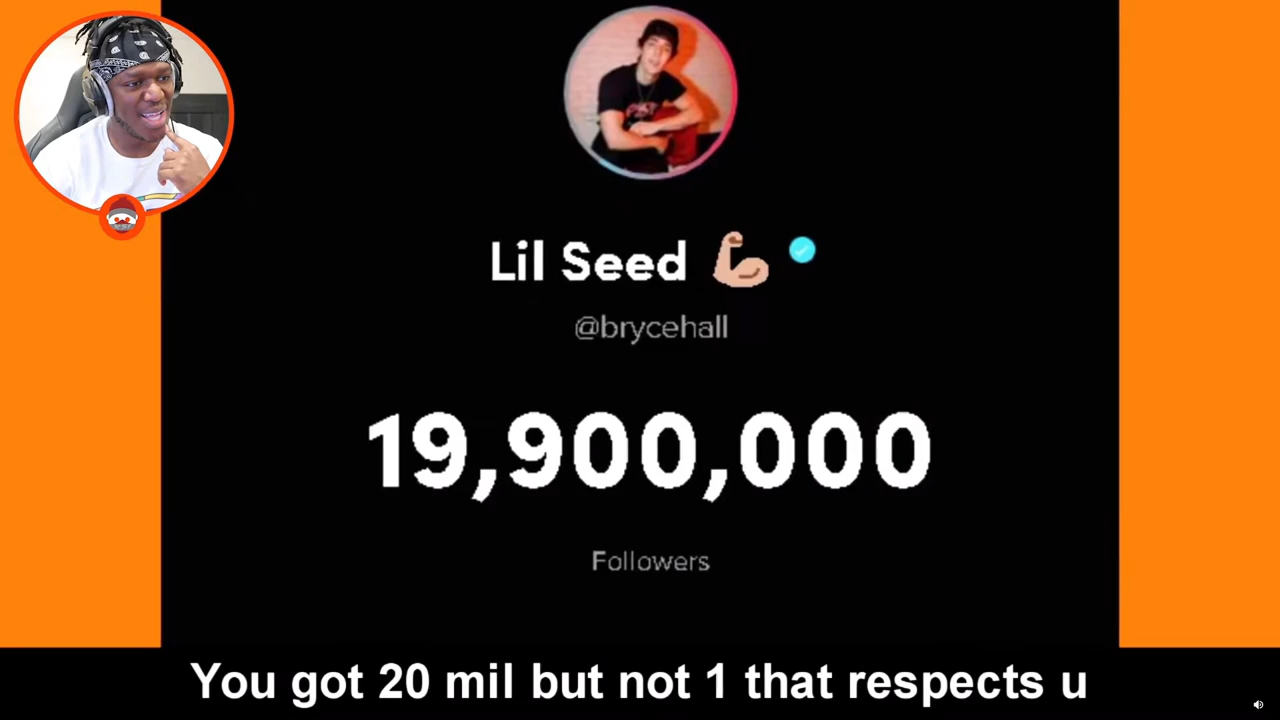 Lil Seed 💪
@brycehall
19,900,000
Followers
You got 20 mil but not 1 that respects u